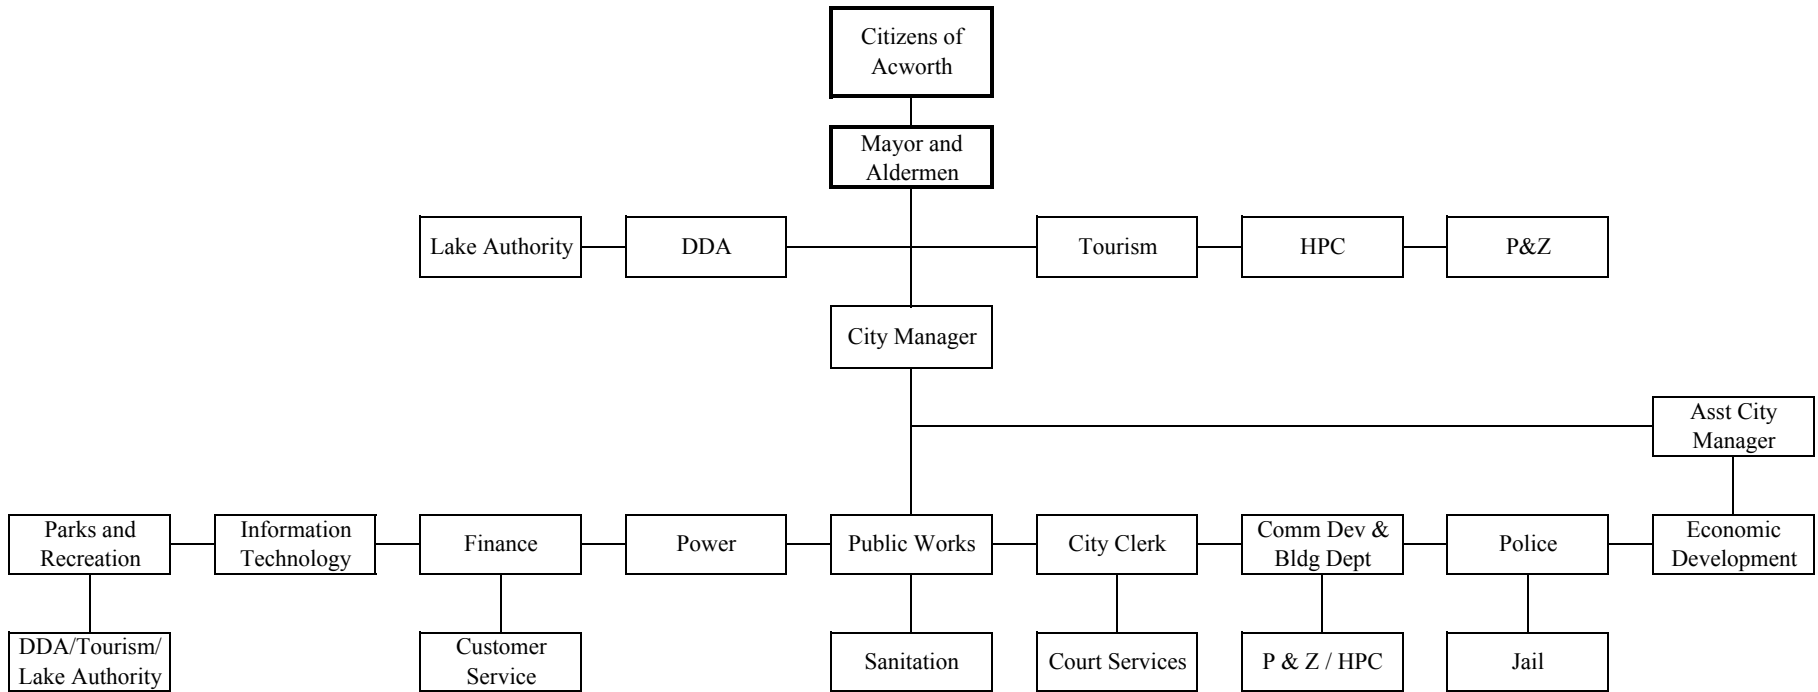 Citizens of
Acworth
Mayor and
Aldermen
Lake Authority
DDA
Tourism
HPC
P&Z
City Manager
Asst City
Manager
Parks and
Recreation
Information
Technology
Finance
Power
Public Works
City Clerk
Comm Dev &
Bldg Dept
Police
Economic
Development
DDA/Tourism/
Lake Authority
Customer
Service
Sanitation
Court Services
P & Z / HPC
Jail